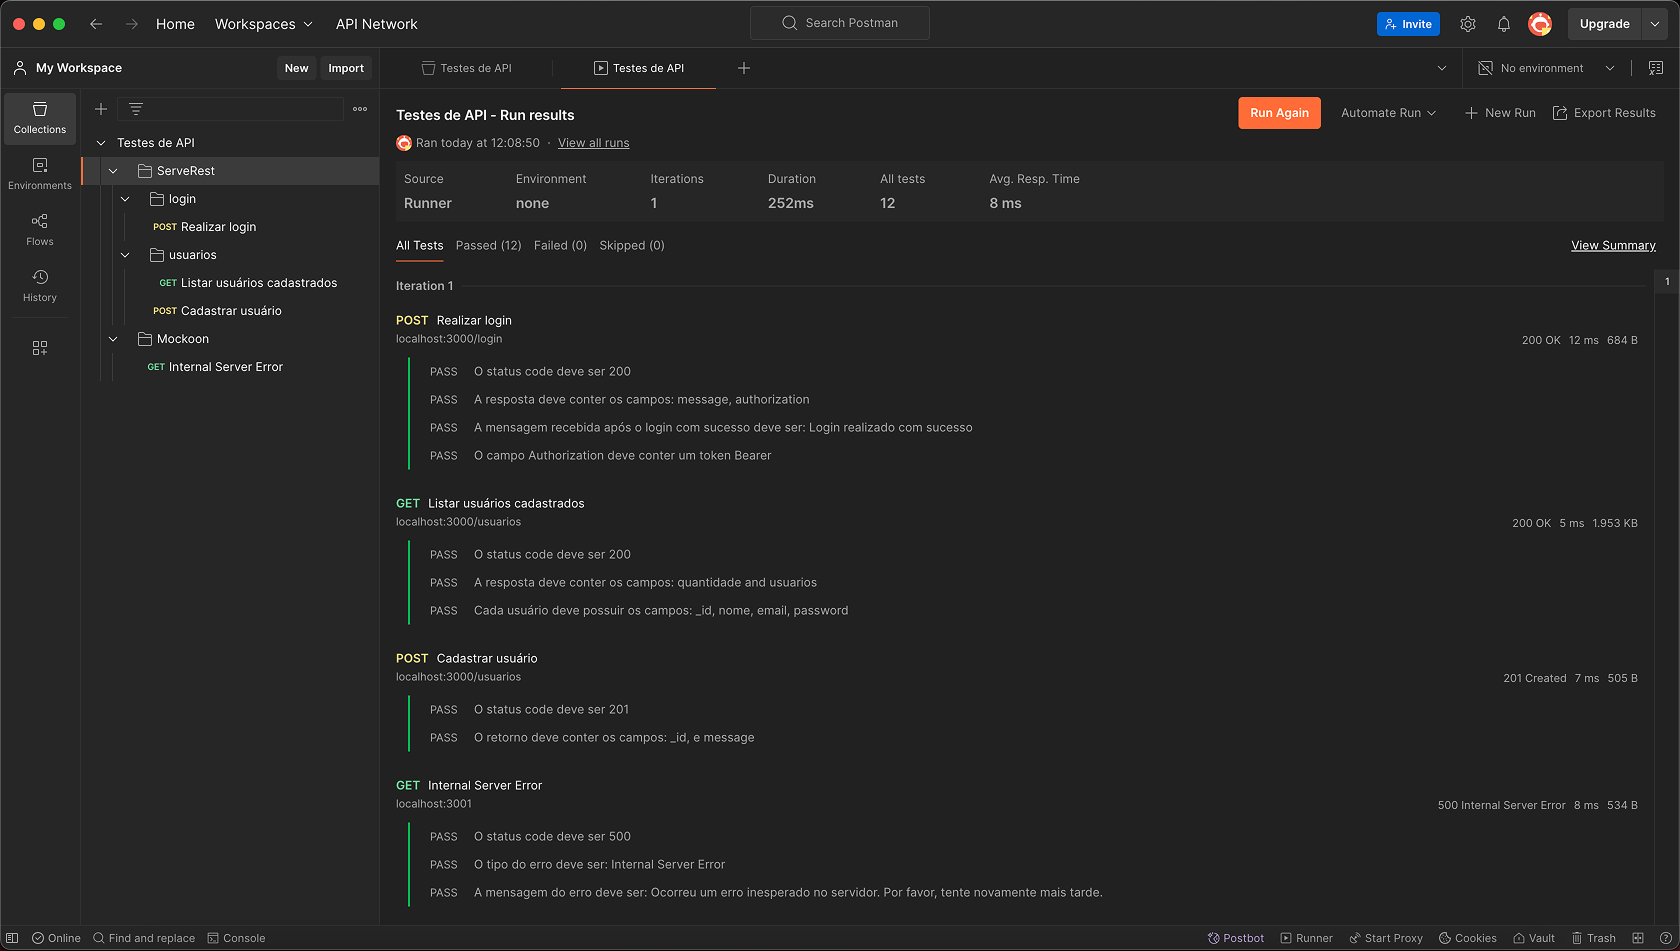 Home Workspaces API Network Search Postman Invite Upgrade
My Workspace New Import Testes de API Testes de API No environment
Collections
Environments
Flows
History
Testes de API
ServeRest
login
POST Realizar login
usuarios
GET Listar usuários cadastrados
POST Cadastrar usuário
Mockoon
GET Internal Server Error
Testes de API - Run results Run Again Automate Run New Run Export Results
Ran today at 12:08:50 · View all runs
Source Environment Iterations Duration All tests Avg. Resp. Time
Runner none 1 252ms 12 8 ms
All Tests Passed (12) Failed (0) Skipped (0) View Summary
Iteration 1 1
POST Realizar login
localhost:3000/login 200 OK 12 ms 684 B
PASS O status code deve ser 200
PASS A resposta deve conter os campos: message, authorization
PASS A mensagem recebida após o login com sucesso deve ser: Login realizado com sucesso
PASS O campo Authorization deve conter um token Bearer
GET Listar usuários cadastrados
localhost:3000/usuarios 200 OK 5 ms 1.953 KB
PASS O status code deve ser 200
PASS A resposta deve conter os campos: quantidade and usuarios
PASS Cada usuário deve possuir os campos: _id, nome, email, password
POST Cadastrar usuário
localhost:3000/usuarios 201 Created 7 ms 505 B
PASS O status code deve ser 201
PASS O retorno deve conter os campos: _id, e message
GET Internal Server Error
localhost:3001 500 Internal Server Error 8 ms 534 B
PASS O status code deve ser 500
PASS O tipo do erro deve ser: Internal Server Error
PASS A mensagem do erro deve ser: Ocorreu um erro inesperado no servidor. Por favor, tente novamente mais tarde.
Online Find and replace Console Postbot Runner Start Proxy Cookies Vault Trash